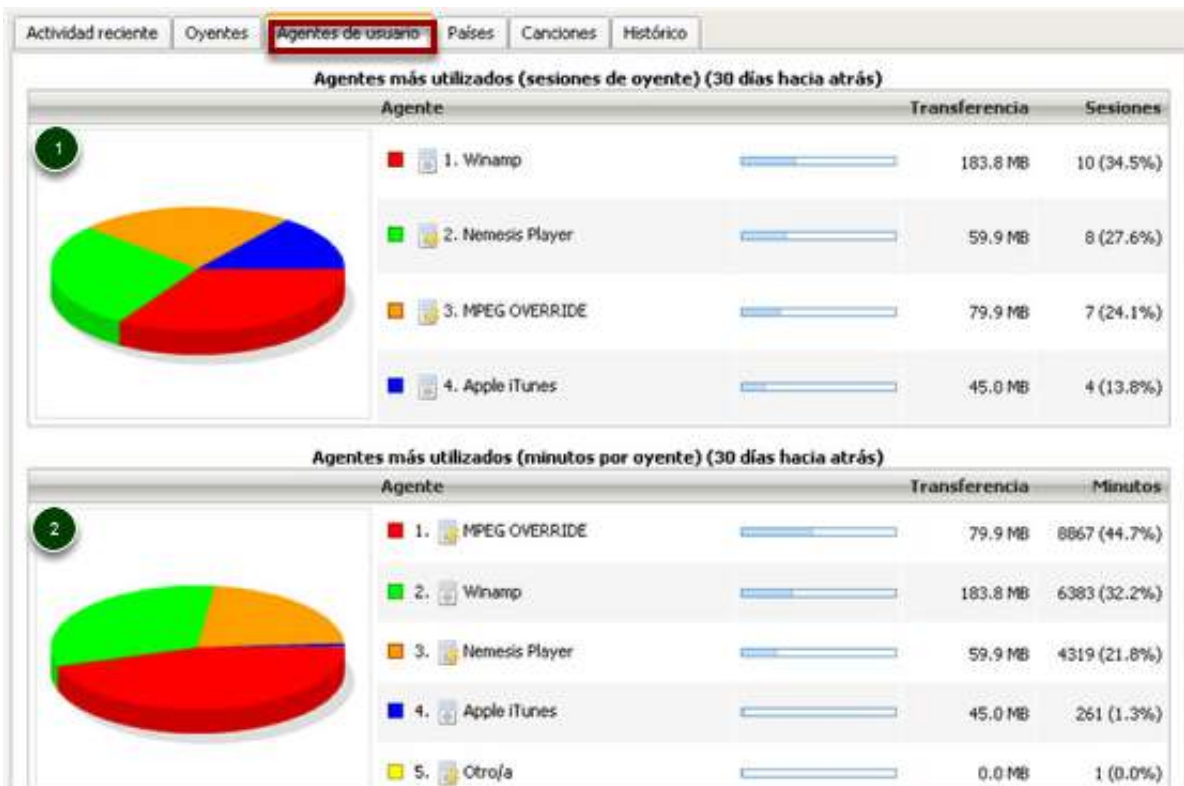 Actividad reciente Oyentes Agentes de usuario Países Canciones Histórico
Agentes más utilizados (sesiones de oyente) (30 días hacia atrás)
Agente Transferencia Sesiones
1
1. Winamp 183.8 MB 10 (34.5%)
2. Nemesis Player 59.9 MB 8 (27.6%)
3. MPEG OVERRIDE 79.9 MB 7 (24.1%)
4. Apple iTunes 45.0 MB 4 (13.8%)
Agentes más utilizados (minutos por oyente) (30 días hacia atrás)
Agente Transferencia Minutos
2
1. MPEG OVERRIDE 79.9 MB 8867 (44.7%)
2. Winamp 183.8 MB 6383 (32.2%)
3. Nemesis Player 59.9 MB 4319 (21.8%)
4. Apple iTunes 45.0 MB 261 (1.3%)
5. Otro/a 0.0 MB 1 (0.0%)